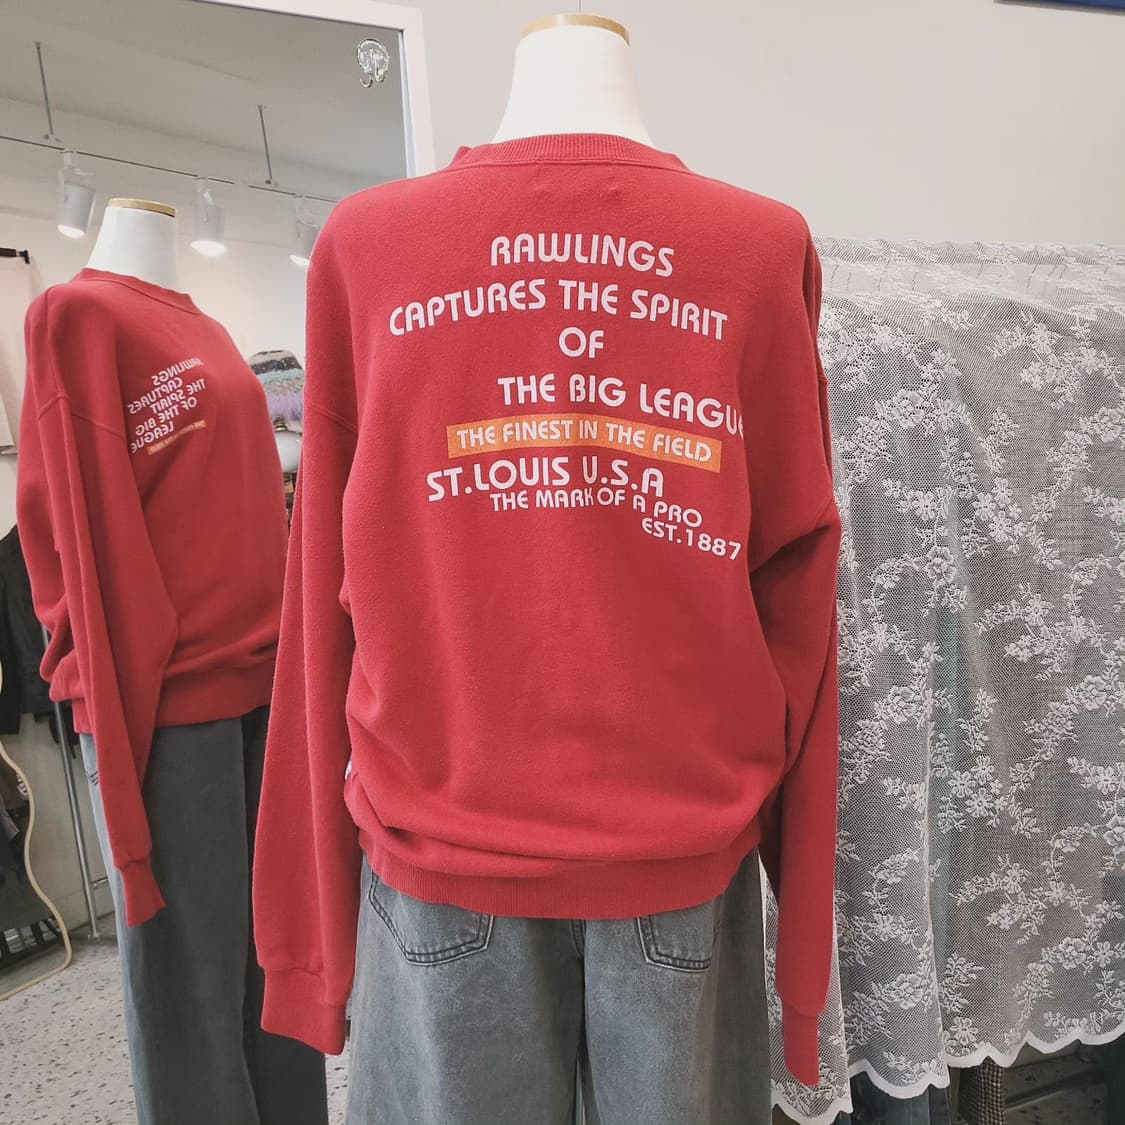 RAWLINGS
CAPTURES THE SPIRIT
OF
THE BIG LEAGUE
THE FINEST IN THE FIELD
ST.LOUIS U.S.A
THE MARK OF A PRO
EST.1887
RAWLINGS
CAPTURES
THE SPIRIT
OF THE BIG
LEAGUE